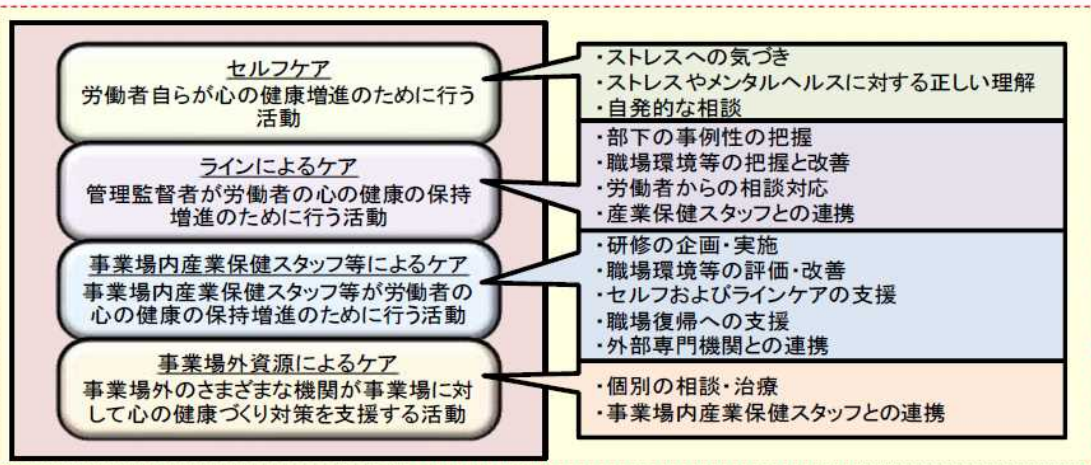 セルフケア
労働者自らが心の健康増進のために行う
活動
・ストレスへの気づき
・ストレスやメンタルヘルスに対する正しい理解
・自発的な相談
ラインによるケア
管理監督者が労働者の心の健康の保持
増進のために行う活動
・部下の事例性の把握
・職場環境等の把握と改善
・労働者からの相談対応
・産業保健スタッフとの連携
事業場内産業保健スタッフ等によるケア
事業場内産業保健スタッフ等が労働者の
心の健康の保持増進のために行う活動
・研修の企画・実施
・職場環境等の評価・改善
・セルフおよびラインケアの支援
・職場復帰への支援
・外部専門機関との連携
事業場外資源によるケア
事業場外のさまざまな機関が事業場に対
して心の健康づくり対策を支援する活動
・個別の相談・治療
・事業場内産業保健スタッフとの連携